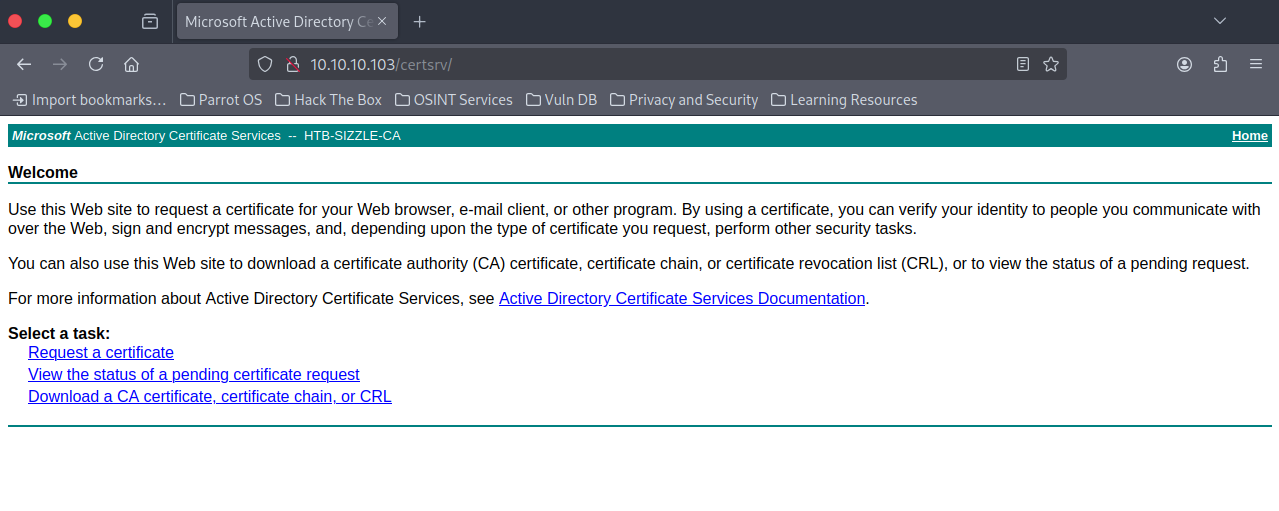 Microsoft Active Directory Ce
10.10.10.103/certsrv/
Import bookmarks… Parrot OS Hack The Box OSINT Services Vuln DB Privacy and Security Learning Resources
Microsoft Active Directory Certificate Services -- HTB-SIZZLE-CA Home
Welcome
Use this Web site to request a certificate for your Web browser, e-mail client, or other program. By using a certificate, you can verify your identity to people you communicate with
over the Web, sign and encrypt messages, and, depending upon the type of certificate you request, perform other security tasks.
You can also use this Web site to download a certificate authority (CA) certificate, certificate chain, or certificate revocation list (CRL), or to view the status of a pending request.
For more information about Active Directory Certificate Services, see Active Directory Certificate Services Documentation.
Select a task:
Request a certificate
View the status of a pending certificate request
Download a CA certificate, certificate chain, or CRL